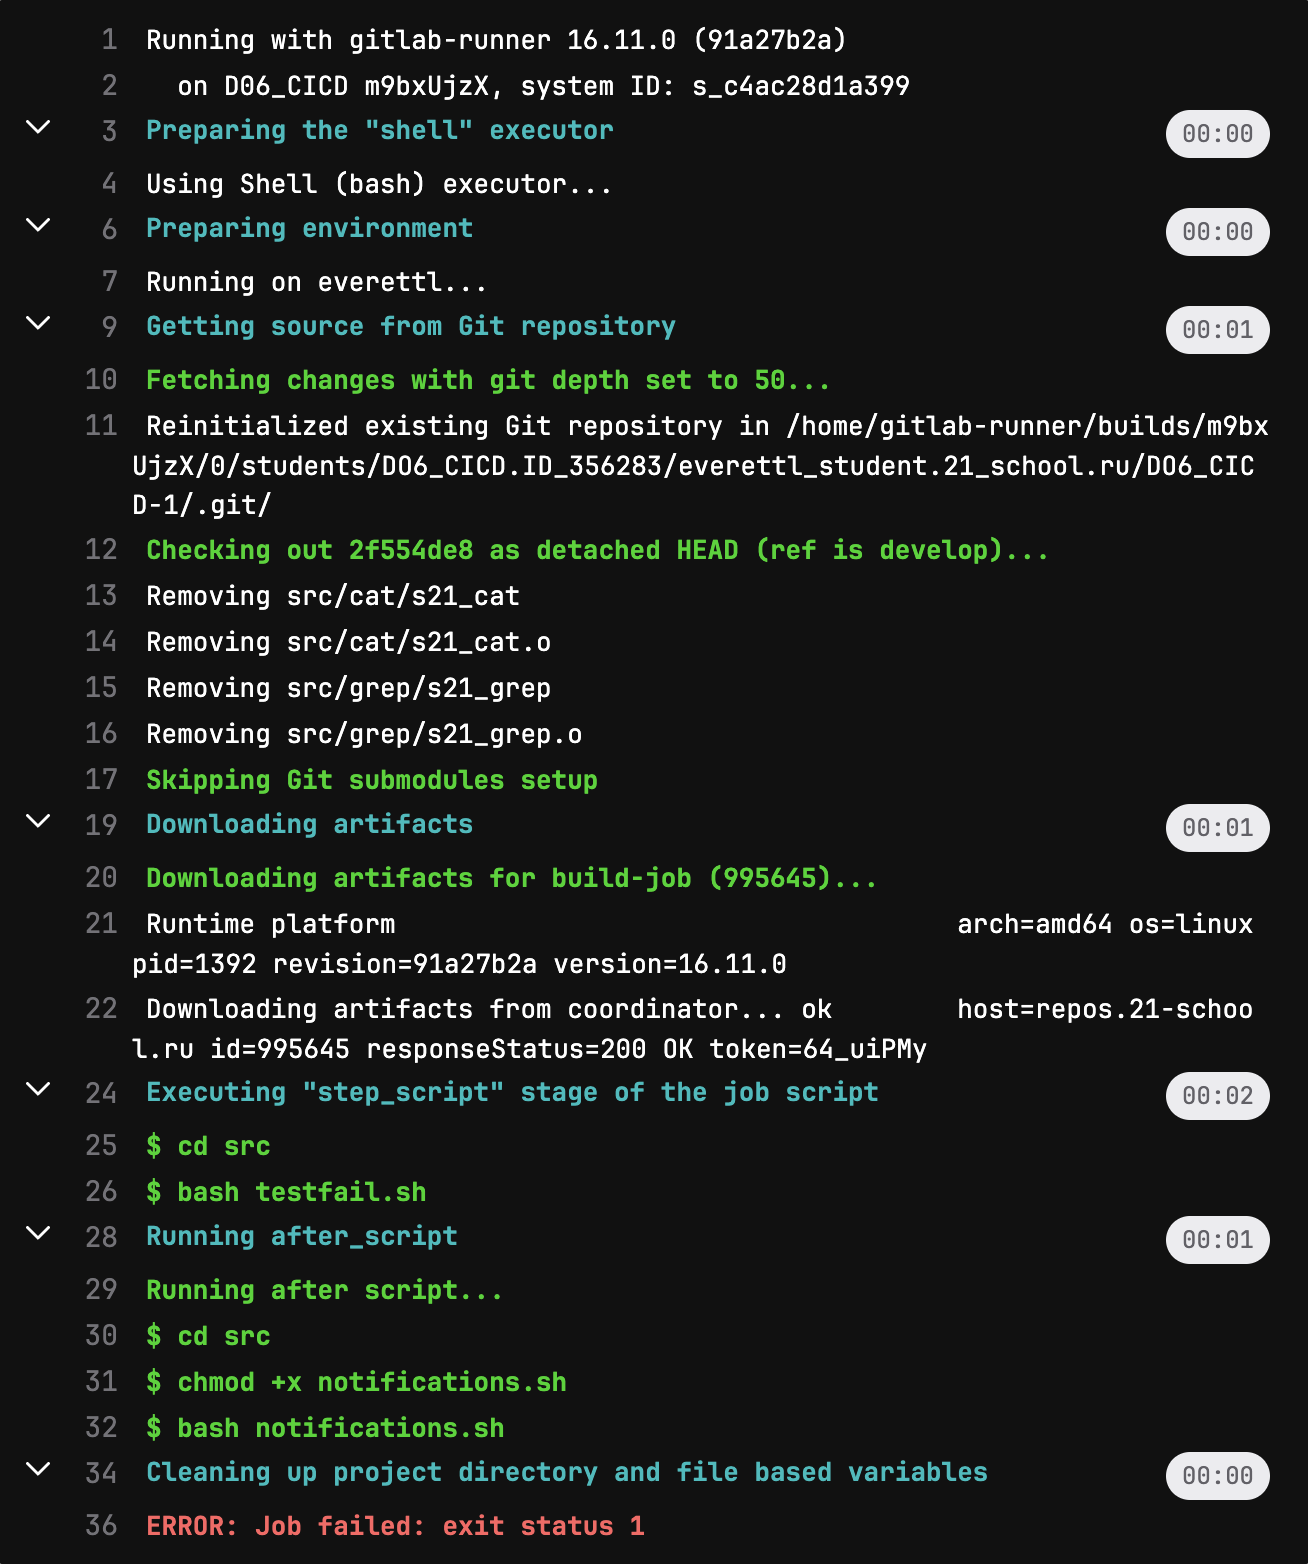 1 Running with gitlab-runner 16.11.0 (91a27b2a)
2 on D06_CICD m9bxUjzX, system ID: s_c4ac28d1a399
3 Preparing the "shell" executor 00:00
4 Using Shell (bash) executor...
6 Preparing environment 00:00
7 Running on everettl...
9 Getting source from Git repository 00:01
10 Fetching changes with git depth set to 50...
11 Reinitialized existing Git repository in /home/gitlab-runner/builds/m9bx
UjzX/0/students/DO6_CICD.ID_356283/everettl_student.21_school.ru/DO6_CIC
D-1/.git/
12 Checking out 2f554de8 as detached HEAD (ref is develop)...
13 Removing src/cat/s21_cat
14 Removing src/cat/s21_cat.o
15 Removing src/grep/s21_grep
16 Removing src/grep/s21_grep.o
17 Skipping Git submodules setup
19 Downloading artifacts 00:01
20 Downloading artifacts for build-job (995645)...
21 Runtime platform arch=amd64 os=linux
pid=1392 revision=91a27b2a version=16.11.0
22 Downloading artifacts from coordinator... ok host=repos.21-schoo
l.ru id=995645 responseStatus=200 OK token=64_uiPMy
24 Executing "step_script" stage of the job script 00:02
25 $ cd src
26 $ bash testfail.sh
28 Running after_script 00:01
29 Running after script...
30 $ cd src
31 $ chmod +x notifications.sh
32 $ bash notifications.sh
34 Cleaning up project directory and file based variables 00:00
36 ERROR: Job failed: exit status 1